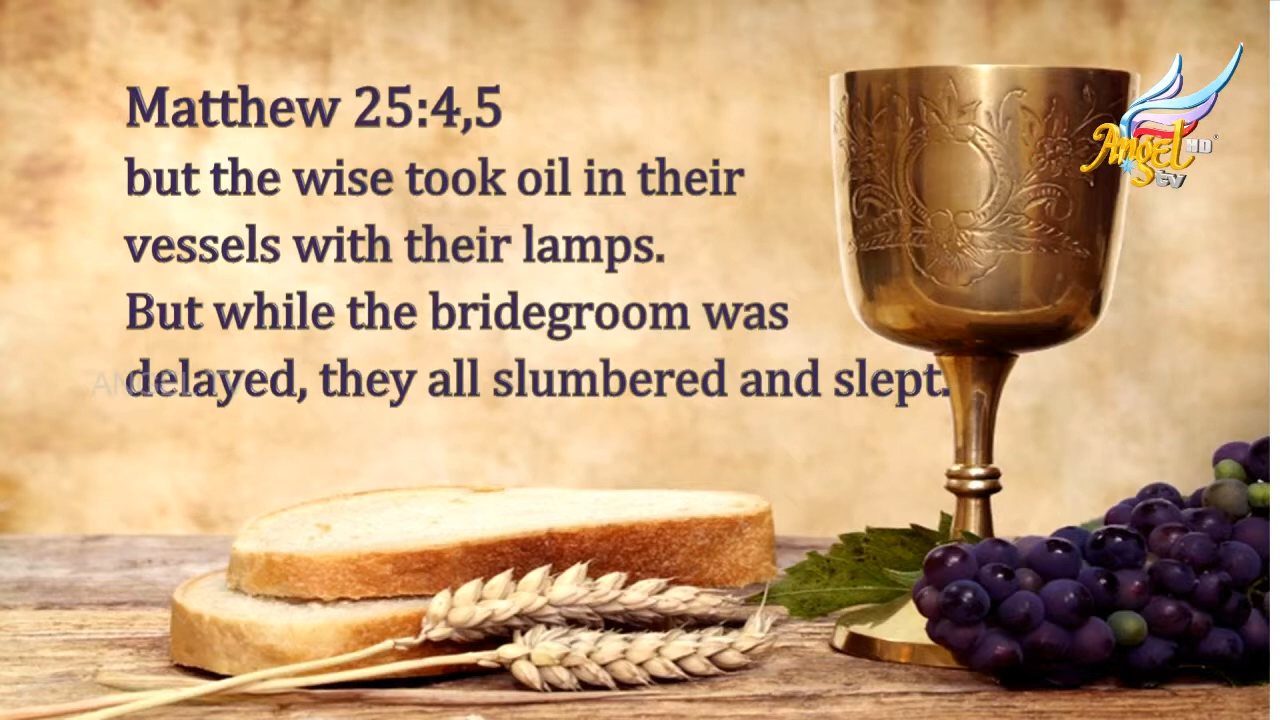 Matthew 25:4,5
but the wise took oil in their
vessels with their lamps.
But while the bridegroom was
delayed, they all slumbered and slept.
Angel HD
tv